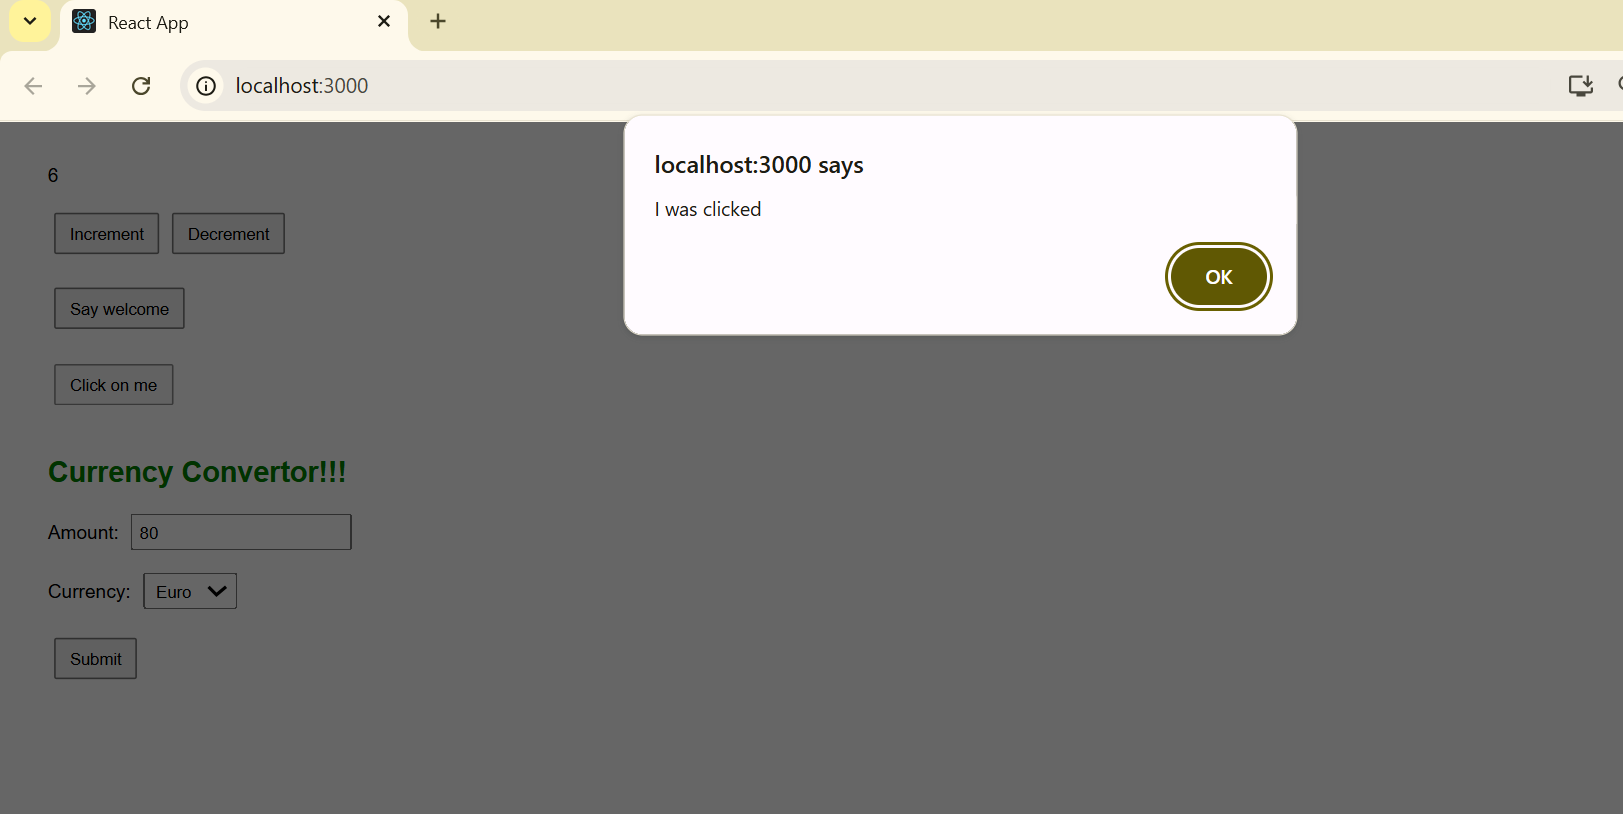 React App
localhost:3000
localhost:3000 says
I was clicked
OK
6
Increment Decrement
Say welcome
Click on me
Currency Convertor!!!
Amount: 80
Currency: Euro
Submit